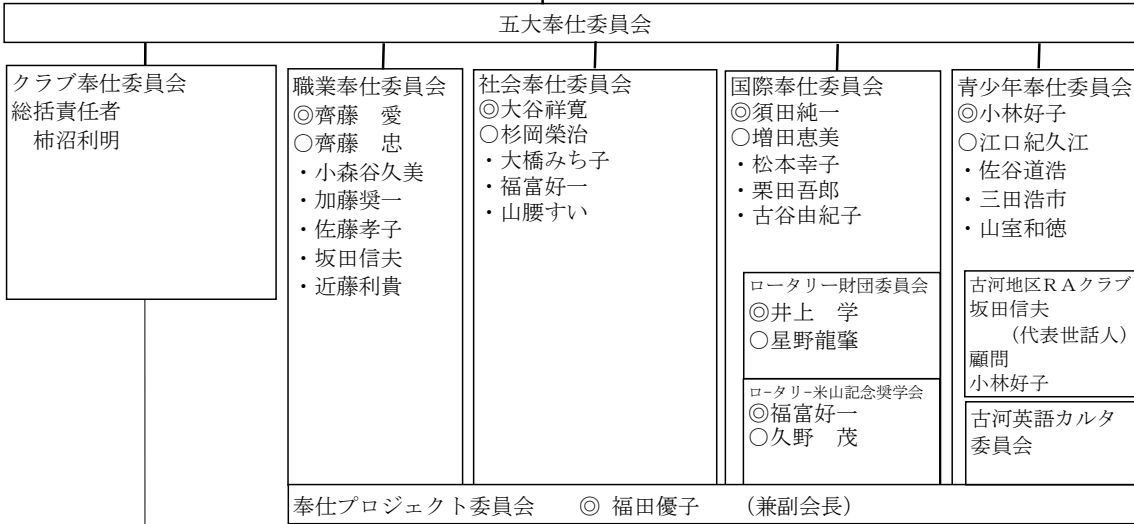 五大奉仕委員会
クラブ奉仕委員会
総括責任者
柿沼利明
職業奉仕委員会
◎齊藤　愛
○齊藤　忠
・小森谷久美
・加藤奨一
・佐藤孝子
・坂田信夫
・近藤利貴
社会奉仕委員会
◎大谷祥寛
○杉岡榮治
・大橋みち子
・福富好一
・山腰すい
国際奉仕委員会
◎須田純一
○増田恵美
・松本幸子
・栗田吾郎
・古谷由紀子
ロータリー財団委員会
◎井上　学
○星野龍肇
ロータリー米山記念奨学会
◎福富好一
○久野　茂
青少年奉仕委員会
◎小林好子
○江口紀久江
・佐谷道浩
・三田浩市
・山室和徳
古河地区ＲＡクラブ
坂田信夫
（代表世話人）
顧問
小林好子
古河英語カルタ
委員会
奉仕プロジェクト委員会　◎ 福田優子　（兼副会長）